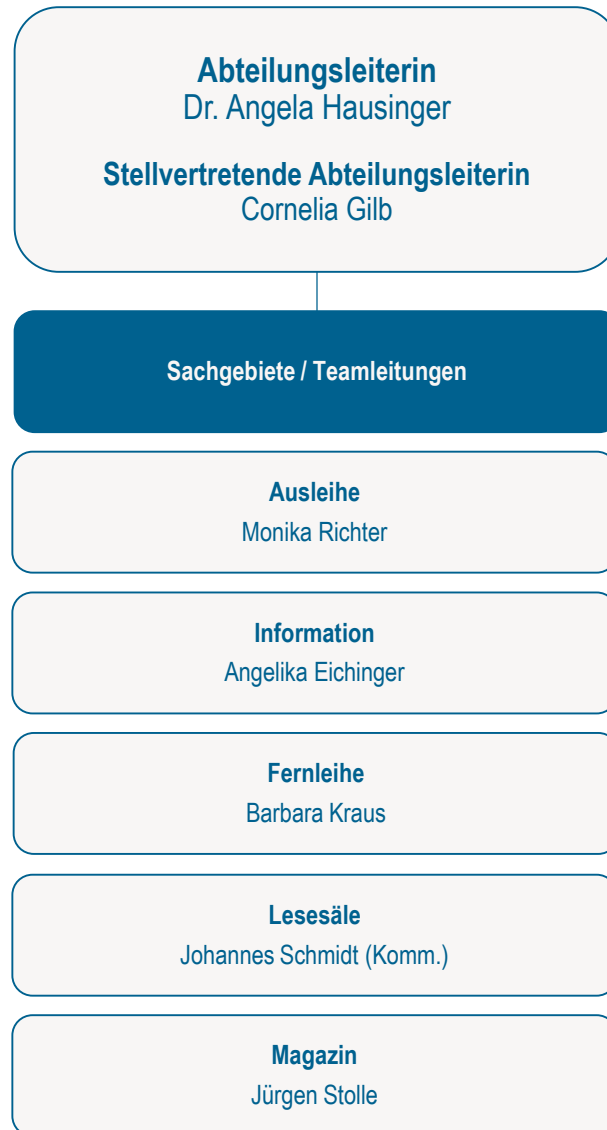 Abteilungsleiterin
Dr. Angela Hausinger
Stellvertretende Abteilungsleiterin
Cornelia Gilb
Sachgebiete / Teamleitungen
Ausleihe
Monika Richter
Information
Angelika Eichinger
Fernleihe
Barbara Kraus
Lesesäle
Johannes Schmidt (Komm.)
Magazin
Jürgen Stolle